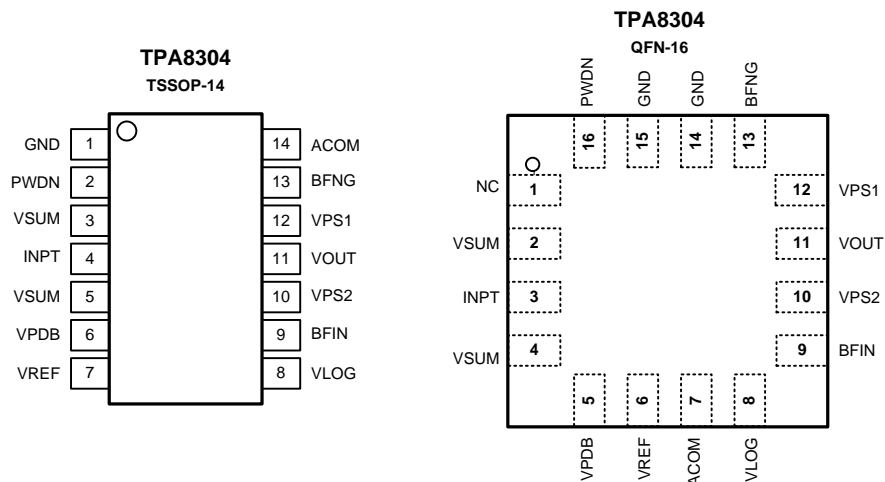 TPA8304
TSSOP-14
GND 1 14 ACOM
PWDN 2 13 BFNG
VSUM 3 12 VPS1
INPT 4 11 VOUT
VSUM 5 10 VPS2
VPDB 6 9 BFIN
VREF 7 8 VLOG
TPA8304
QFN-16
PWDN GND GND BFNG
16 15 14 13
NC 1 12 VPS1
VSUM 2 11 VOUT
INPT 3 10 VPS2
VSUM 4 9 BFIN
5 6 7 8
VPDB VREF ACOM VLOG